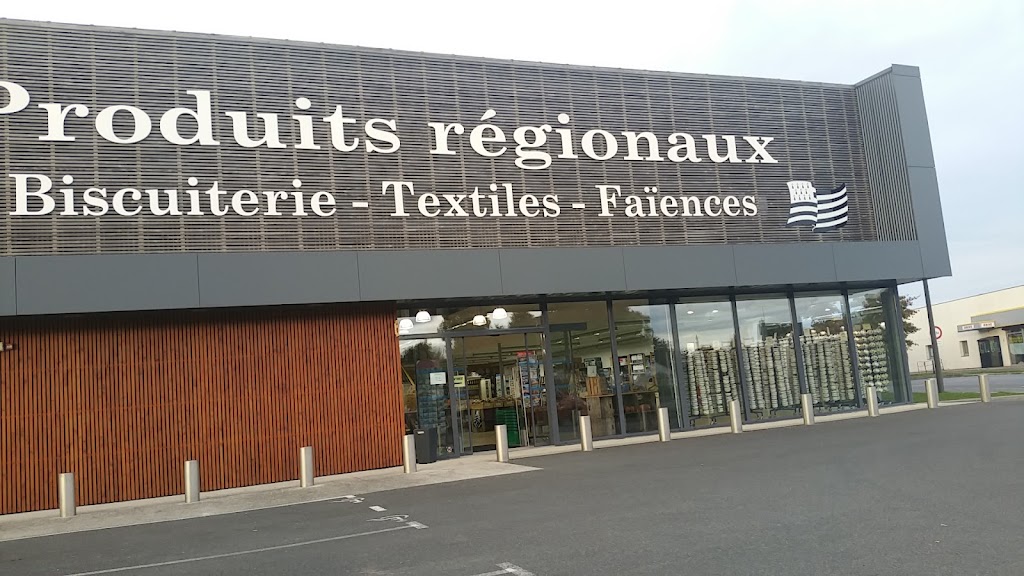 Produits régionaux
Biscuiterie - Textiles - Faïences